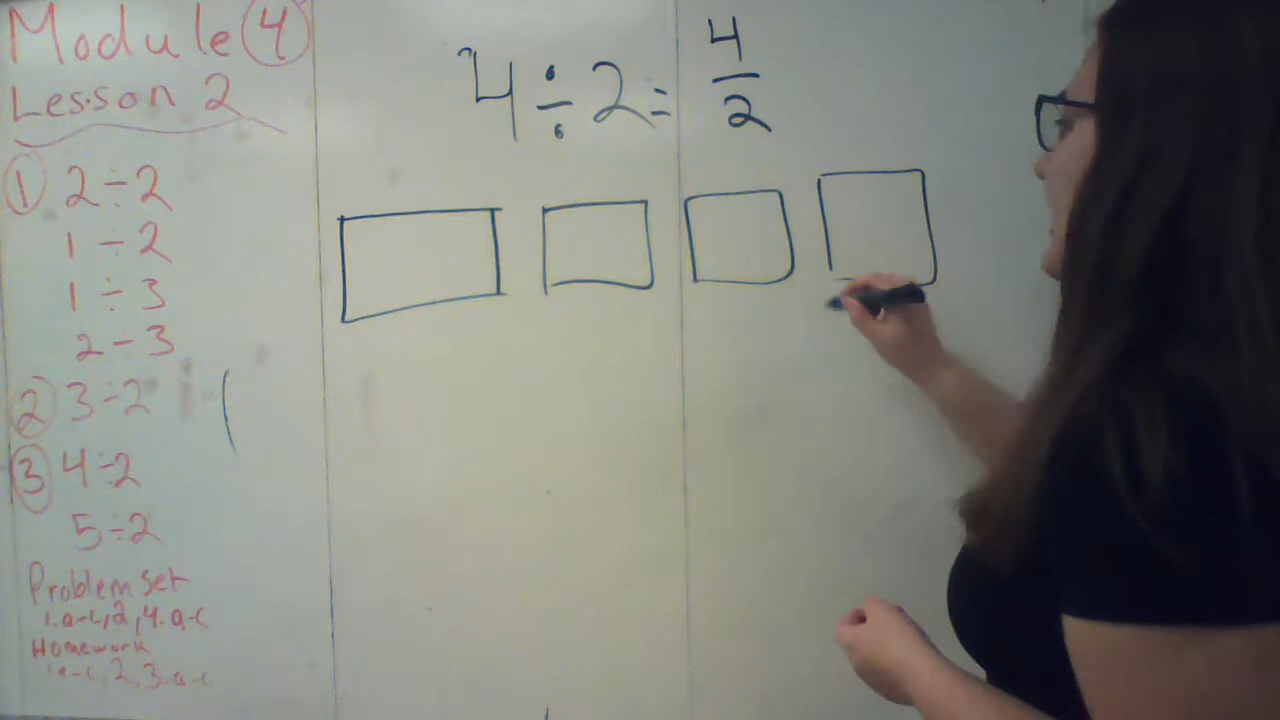 Module 4
Lesson 2
1 2÷2
1÷2
1÷3
2-3
2 3÷2
3 4÷2
5÷2
Problem Set
1.a-c, 2, 4.a-c
Homework
1a-c, 2, 3.a-c
4÷2= 4/2